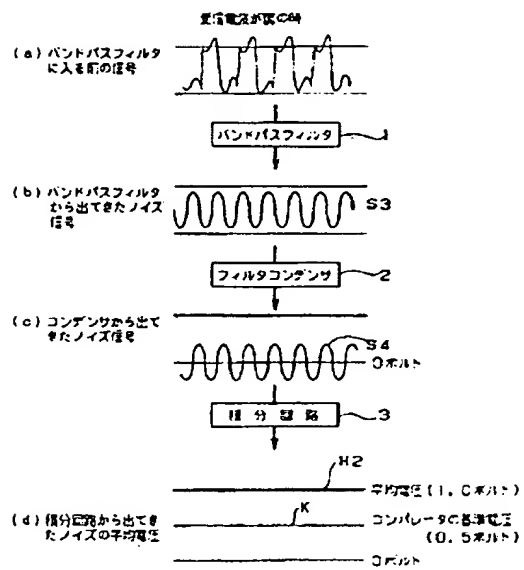 受信電波が弱の時
(a) バンドパスフィルタ
に入る前の信号
バンドパスフィルタ
1
(b) バンドパスフィルタ
から出てきたノイズ
信号
S3
フィルタコンデンサ
2
(c) コンデンサから出て
きたノイズ信号
S4
0ボルト
積分回路
3
H2
平均電圧(1.0ボルト)
K
(d) 積分回路から出てき
たノイズの平均電圧
コンパレータの基準電圧
(0.5ボルト)
0ボルト